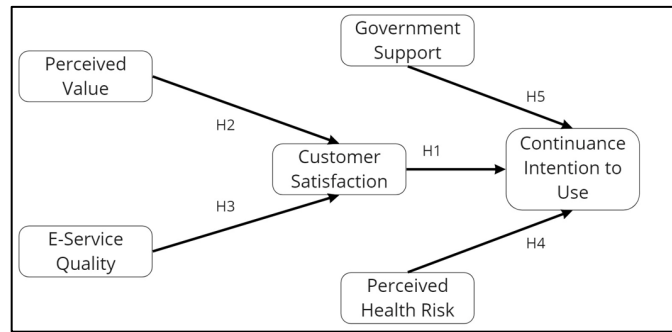 Government
Support
Perceived
Value
H5
H2
Customer
Satisfaction
H1
Continuance
Intention to
Use
H3
E-Service
Quality
H4
Perceived
Health Risk